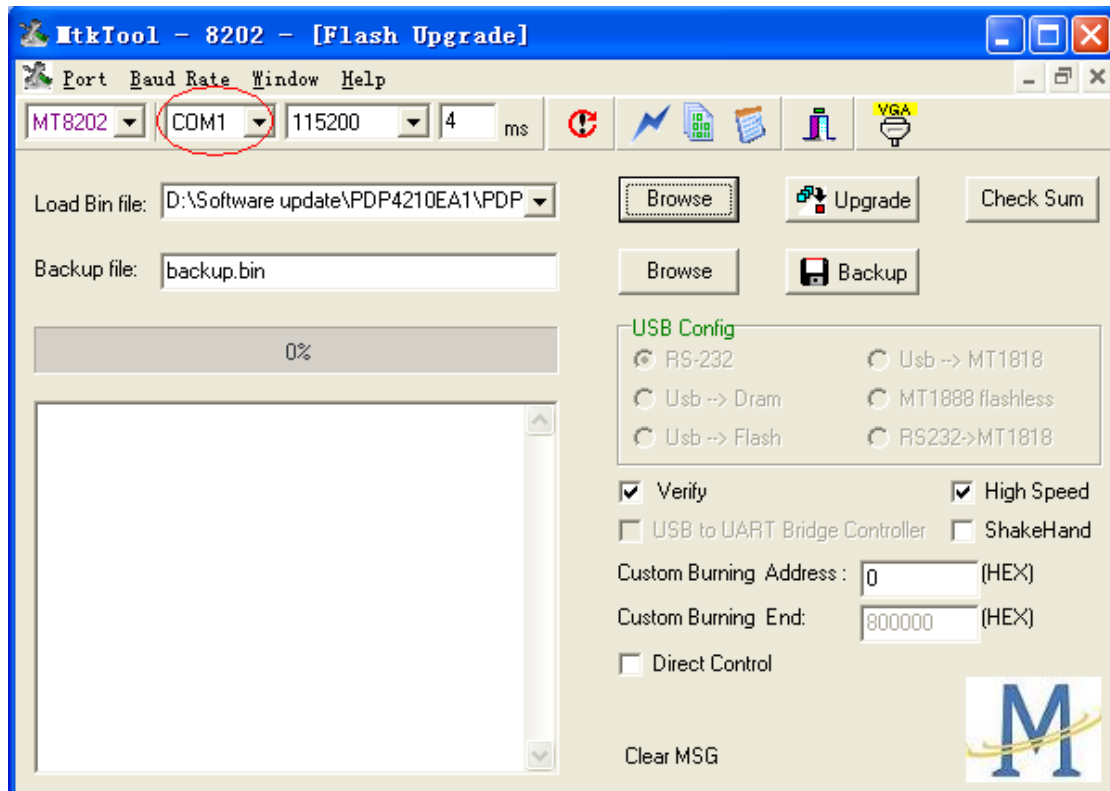 MtkTool - 8202 - [Flash Upgrade]
Port Baud Rate Window Help
MT8202 COM1 115200 4 ms VGA
Load Bin file: D:\Software update\PDP4210EA1\PDP Browse Upgrade Check Sum
Backup file: backup.bin Browse Backup
USB Config
0%
RS-232 Usb --> MT1818
Usb --> Dram MT1888 flashless
Usb --> Flash RS232->MT1818
Verify High Speed
USB to UART Bridge Controller ShakeHand
Custom Burning Address : 0 (HEX)
Custom Burning End: 800000 (HEX)
Direct Control
Clear MSG
M